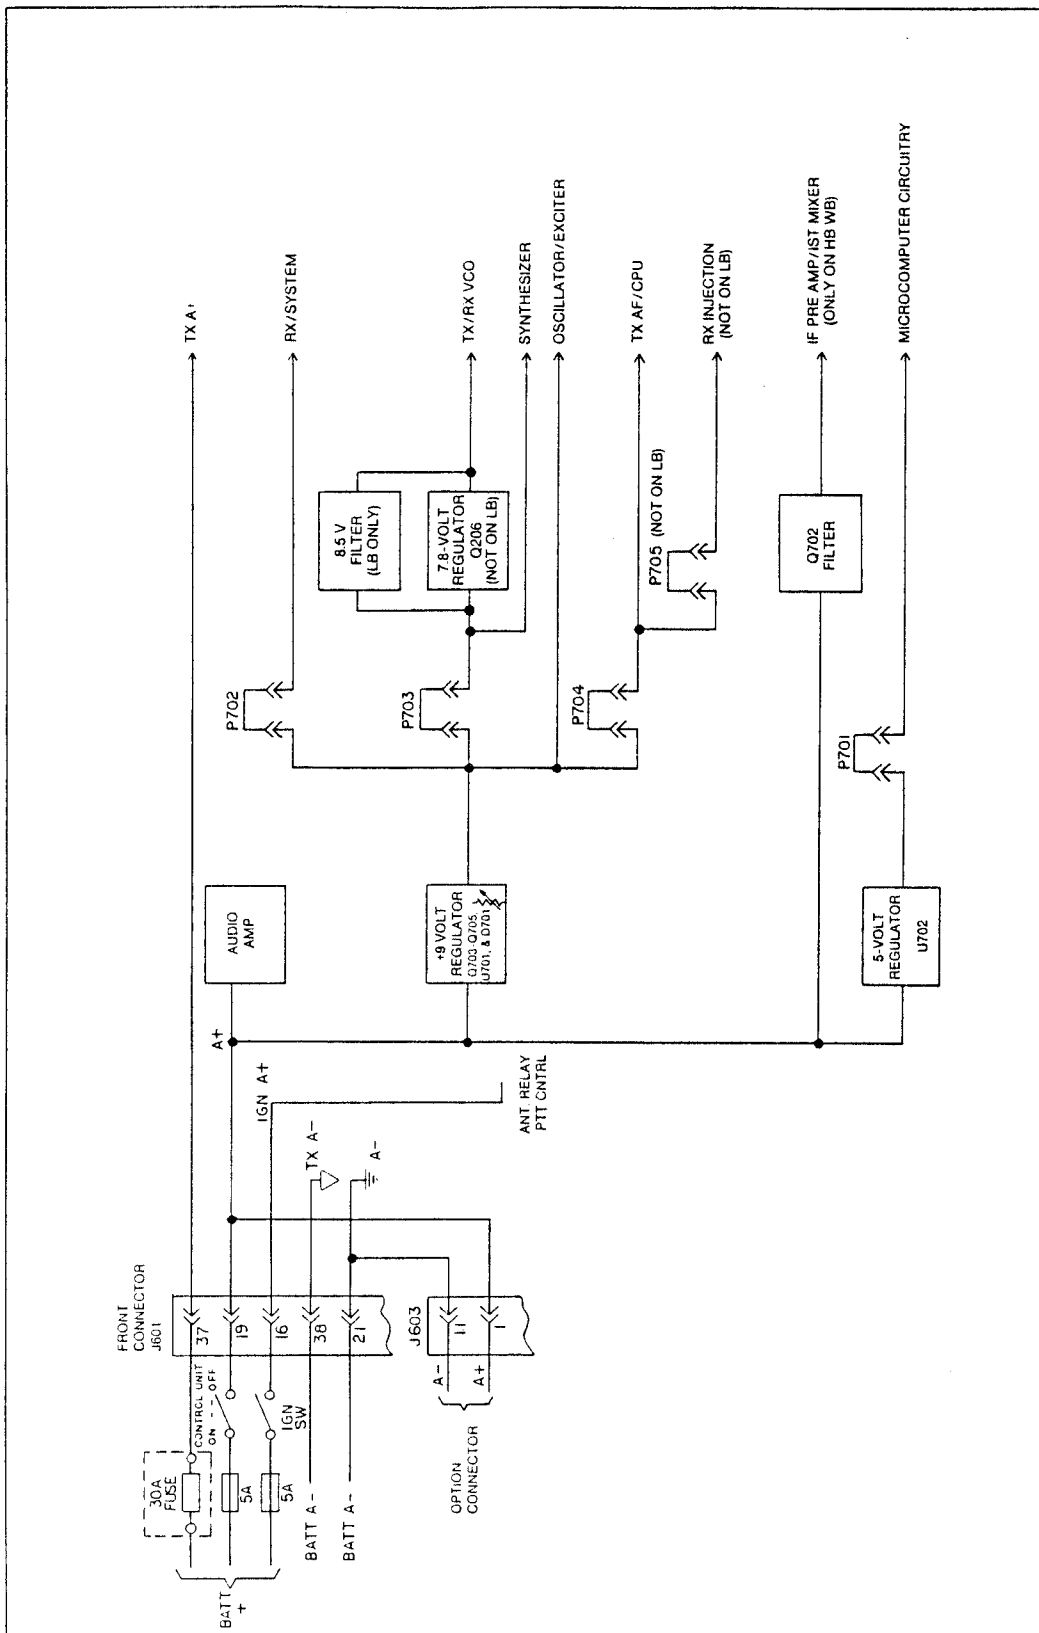 BATT
+
30A
FUSE
5A
5A
CONTROL UNIT
ON -- OFF
IGN
SW
BATT A-
BATT A-
FRONT
CONNECTOR
J601
37
19
16
38
21
OPTION
CONNECTOR
A-
A+
J603
11
1
TX A-
A-
IGN A+
ANT. RELAY
PTT CNTRL
A+
AUDIO
AMP
+9 VOLT
REGULATOR
Q703-Q705,
U701, & D701
5-VOLT
REGULATOR
U702
P702
P703
P704
P705 (NOT ON LB)
P701
8.5 V
FILTER
(LB ONLY)
7.8-VOLT
REGULATOR
Q206
(NOT ON LB)
Q702
FILTER
TX A+
RX/SYSTEM
TX/RX VCO
SYNTHESIZER
OSCILLATOR/EXCITER
TX AF/CPU
RX INJECTION
(NOT ON LB)
IF PRE AMP/IST MIXER
(ONLY ON HB WB)
MICROCOMPUTER CIRCUITRY